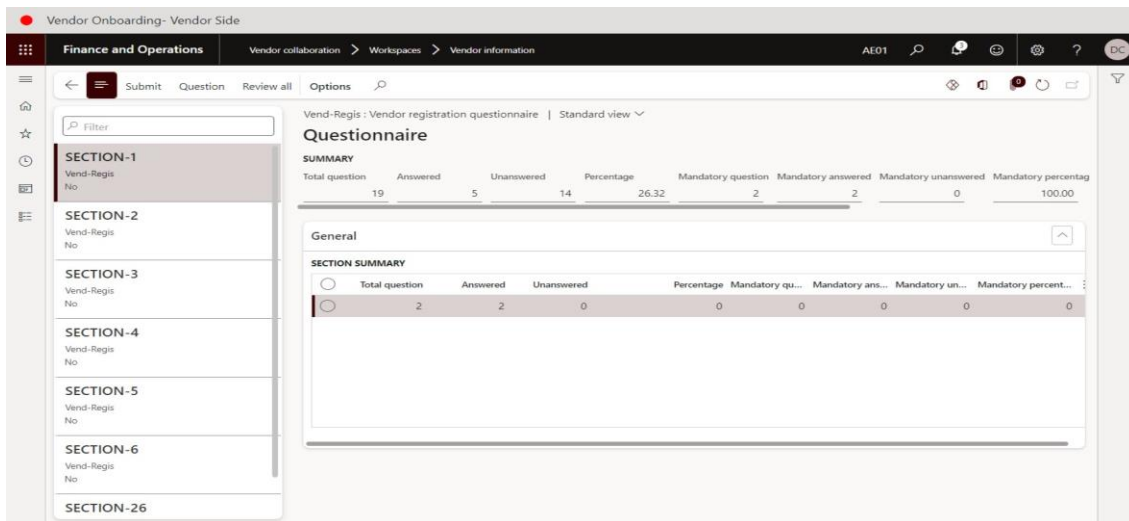 Vendor Onboarding- Vendor Side
Finance and Operations Vendor collaboration > Workspaces > Vendor information AE01 3 ? DC
Submit Question Review all Options 0
Filter
SECTION-1
Vend-Regis
No
SECTION-2
Vend-Regis
No
SECTION-3
Vend-Regis
No
SECTION-4
Vend-Regis
No
SECTION-5
Vend-Regis
No
SECTION-6
Vend-Regis
No
SECTION-26
Vend-Regis : Vendor registration questionnaire | Standard view
Questionnaire
SUMMARY
Total question Answered Unanswered Percentage Mandatory question Mandatory answered Mandatory unanswered Mandatory percentag
19 5 14 26.32 2 2 0 100.00
General
SECTION SUMMARY
Total question Answered Unanswered Percentage Mandatory qu... Mandatory ans... Mandatory un... Mandatory percent...
2 2 0 0 0 0 0 0